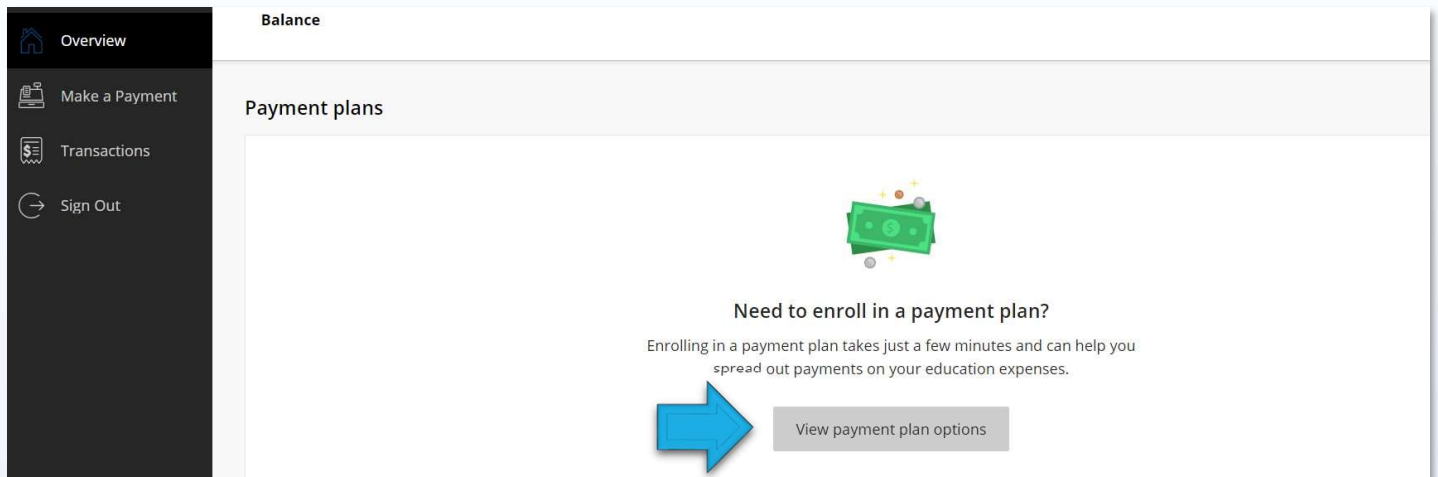 Overview
Make a Payment
Transactions
Sign Out
Balance
Payment plans
Need to enroll in a payment plan?
Enrolling in a payment plan takes just a few minutes and can help you
spread out payments on your education expenses.
View payment plan options